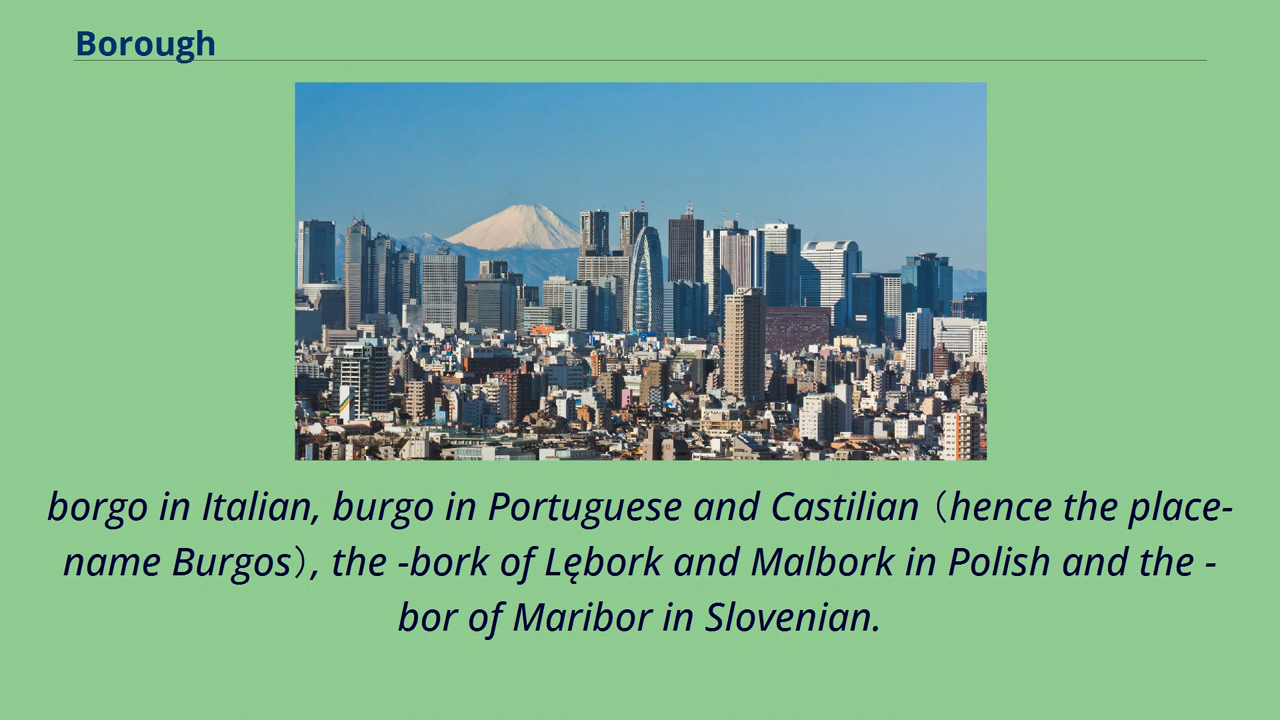 Borough
borgo in Italian, burgo in Portuguese and Castilian （hence the place-
name Burgos）, the -bork of Lębork and Malbork in Polish and the -
bor of Maribor in Slovenian.